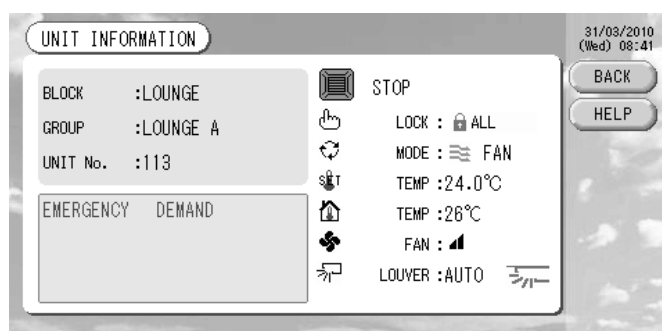 UNIT INFORMATION
31/03/2010
(Wed) 08:41
BACK
HELP
BLOCK :LOUNGE
GROUP :LOUNGE A
UNIT No. :113
EMERGENCY DEMAND
STOP
LOCK : ALL
MODE : FAN
SET TEMP :24.0°C
TEMP :26°C
FAN :
LOUVER :AUTO